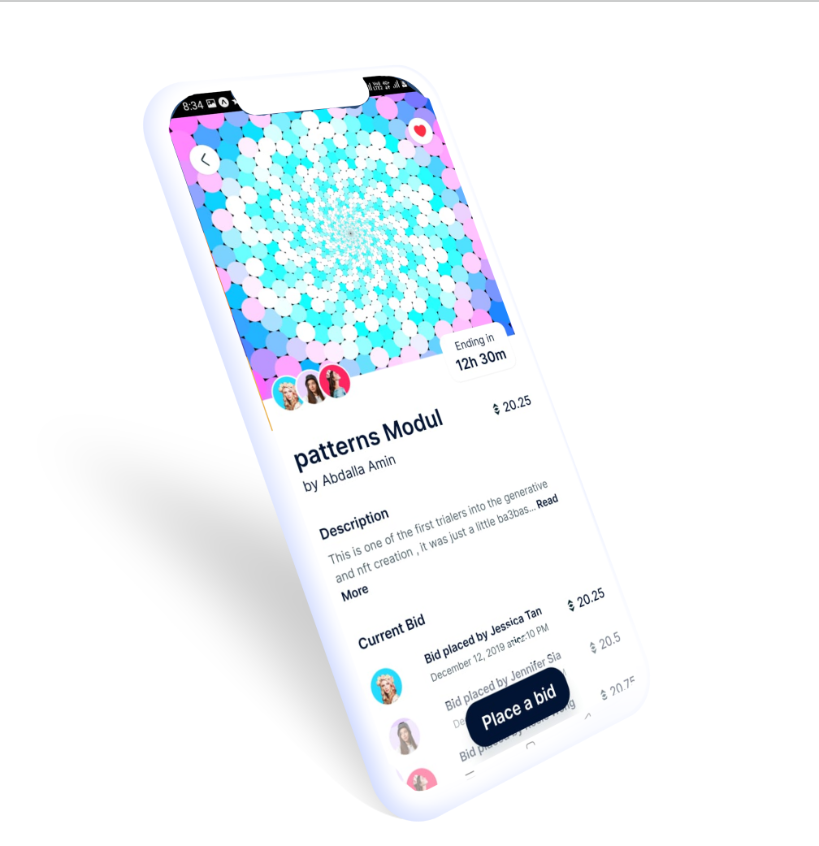 8:34
Ending in
12h 30m
patterns Modul
20.25
by Abdalla Amin
Description
This is one of the first trialers into the generative
and nft creation , it was just a little ba3bas... Read
More
Current Bid
Bid placed by Jessica Tan
20.25
December 12, 2019 at 10 PM
Bid placed by Jennifer Sia
20.5
De
Bid by
20.75
Place a bid